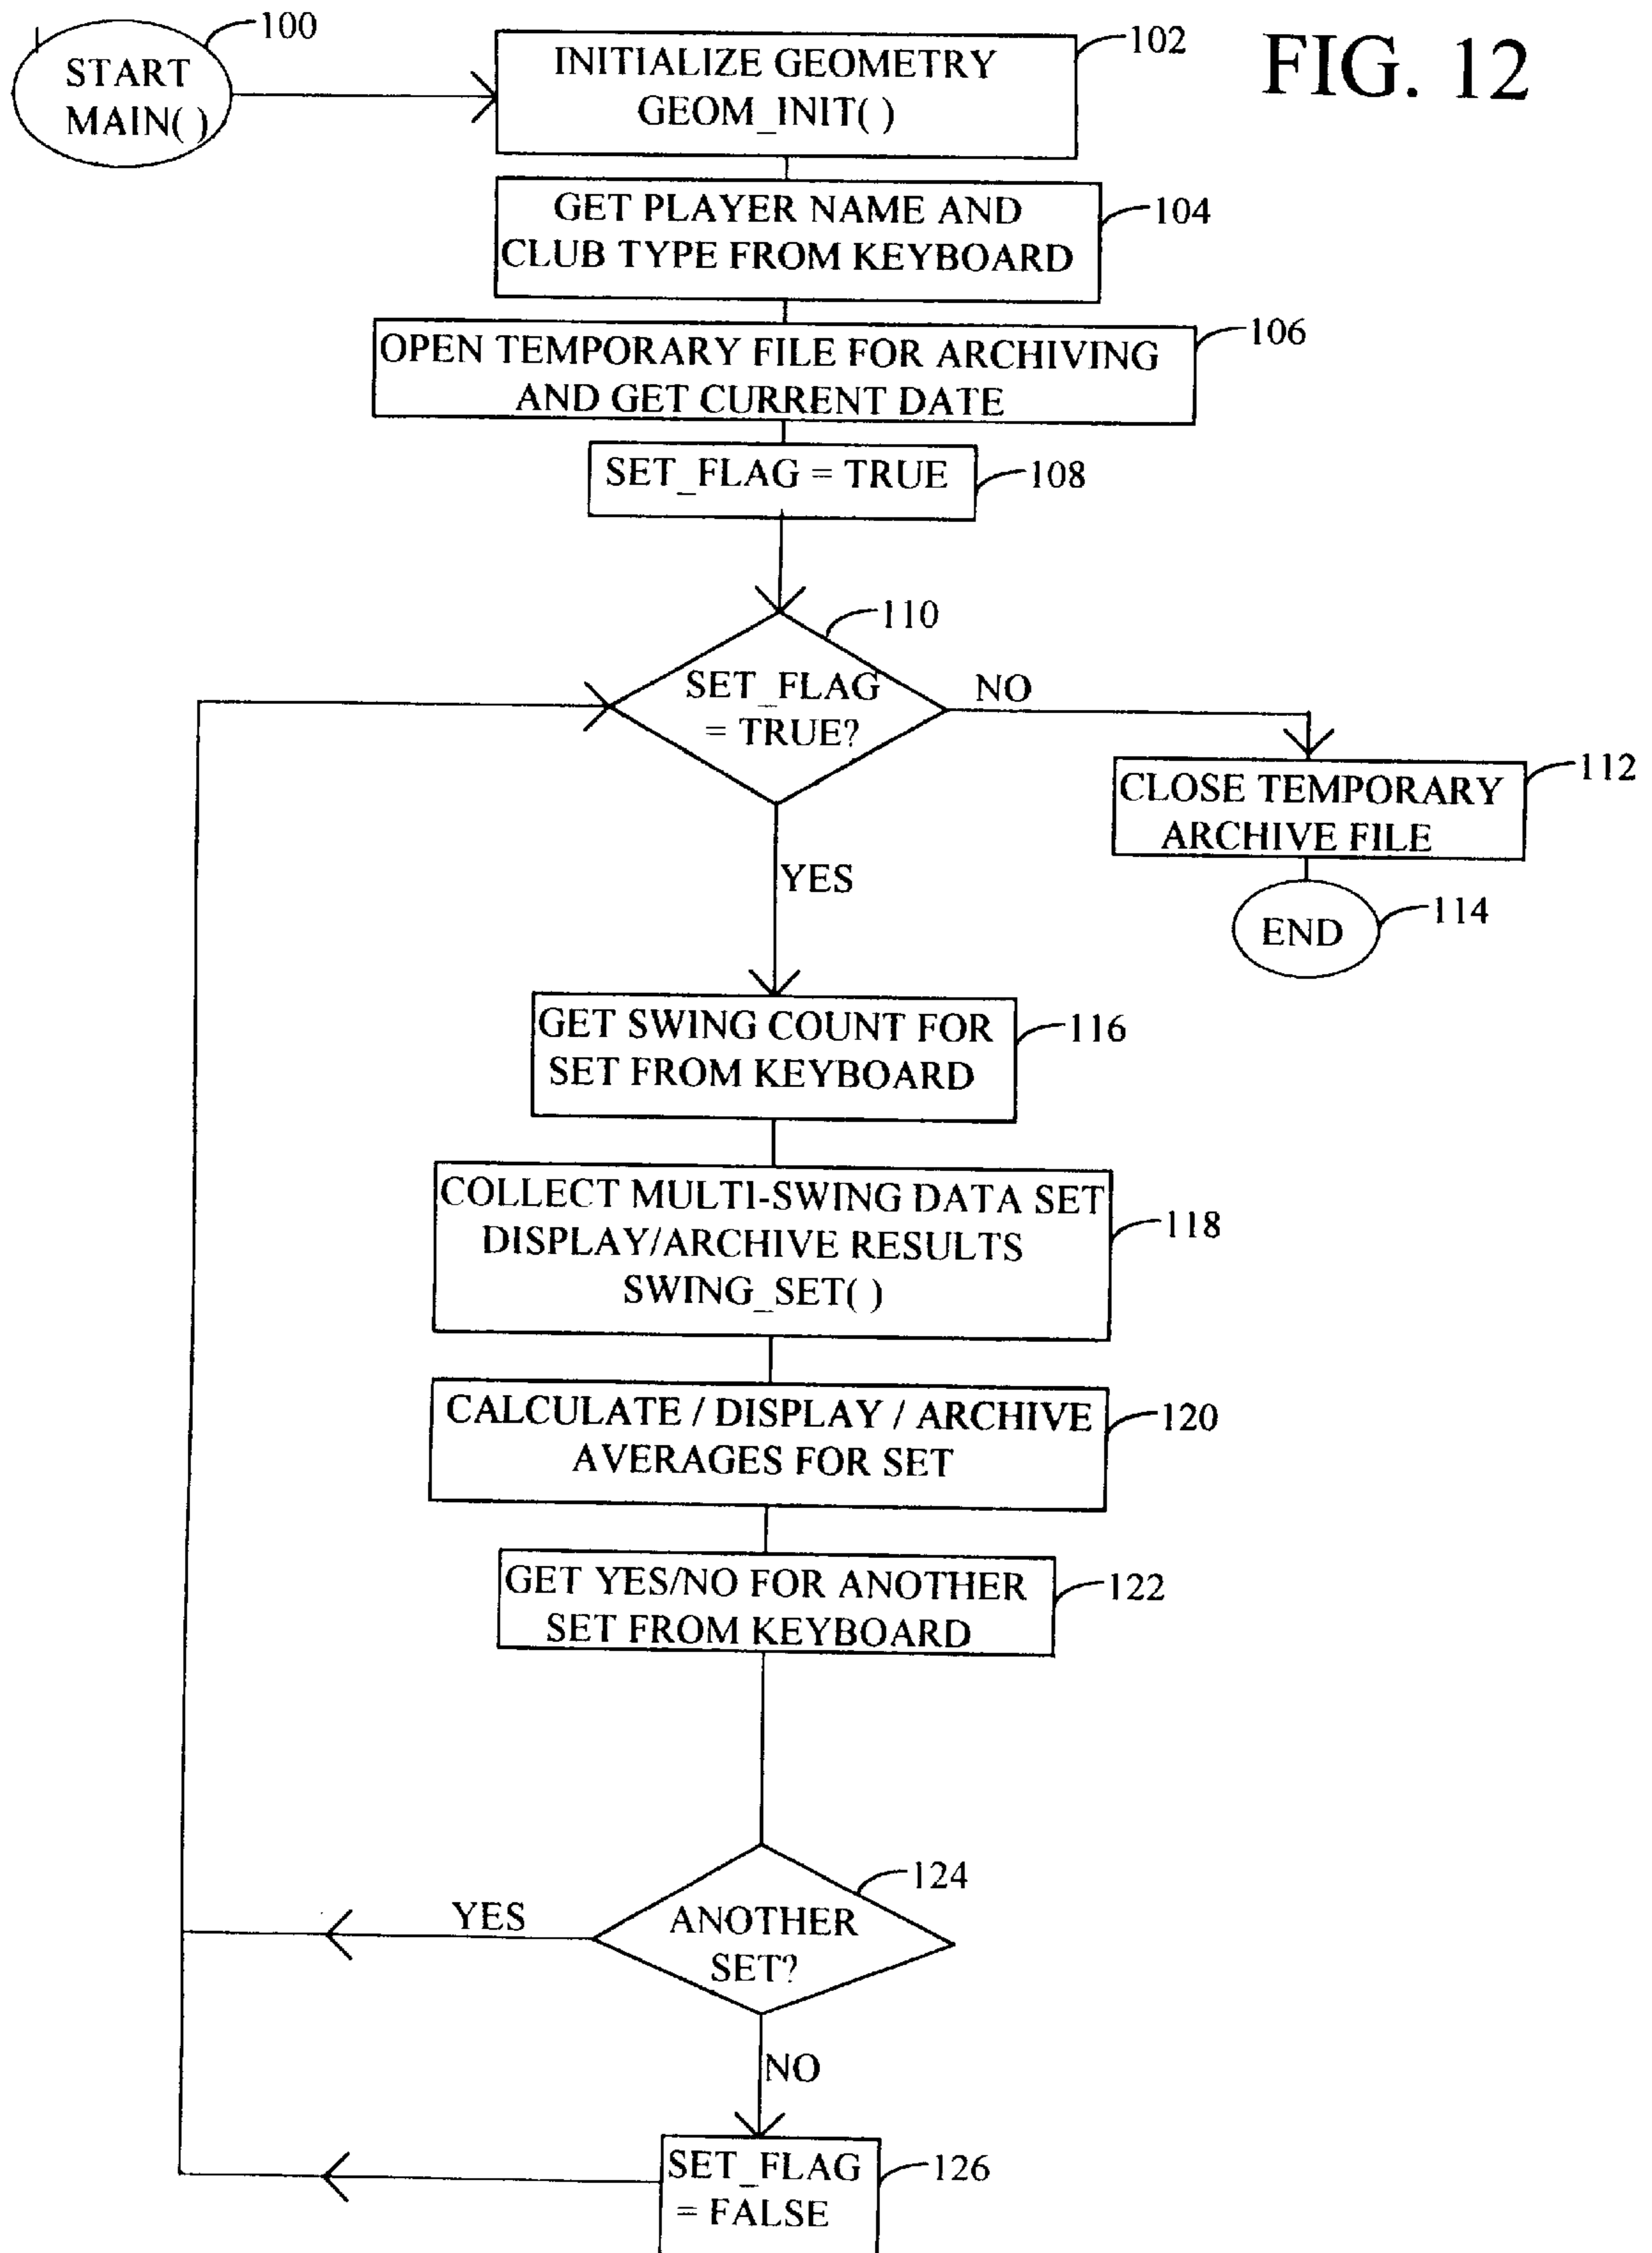 FIG. 12
100
START
MAIN( )
102
INITIALIZE GEOMETRY
GEOM_INIT( )
104
GET PLAYER NAME AND
CLUB TYPE FROM KEYBOARD
106
OPEN TEMPORARY FILE FOR ARCHIVING
AND GET CURRENT DATE
SET_FLAG = TRUE
108
110
SET_FLAG
= TRUE?
NO
112
CLOSE TEMPORARY
ARCHIVE FILE
YES
END
114
GET SWING COUNT FOR
SET FROM KEYBOARD
116
COLLECT MULTI-SWING DATA SET
DISPLAY/ARCHIVE RESULTS
SWING_SET( )
118
CALCULATE / DISPLAY / ARCHIVE
AVERAGES FOR SET
120
GET YES/NO FOR ANOTHER
SET FROM KEYBOARD
122
124
ANOTHER
SET?
YES
NO
SET_FLAG
= FALSE
126